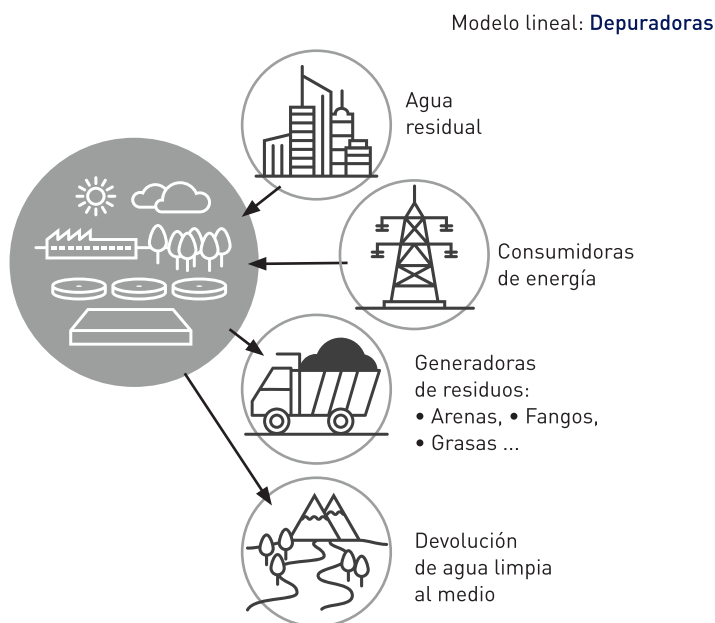 Modelo lineal: Depuradoras
Agua
residual
Consumidoras
de energía
Generadoras
de residuos:
• Arenas, • Fangos,
• Grasas ...
Devolución
de agua limpia
al medio